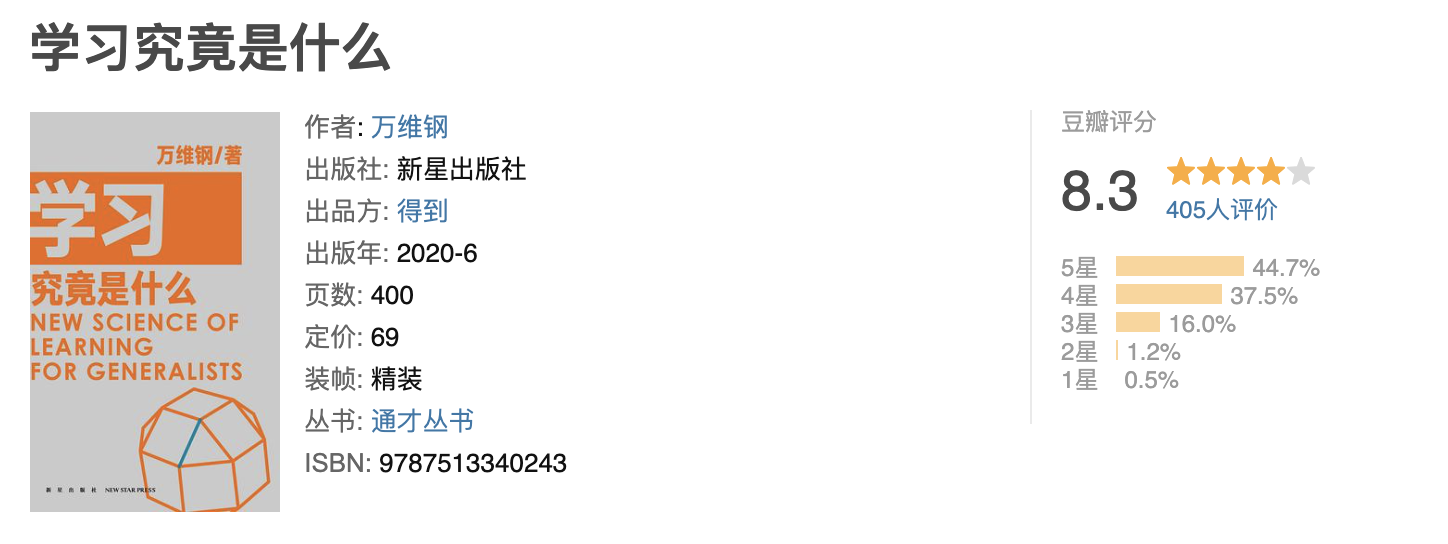 学习究竟是什么
万维钢/著
学习
究竟是什么
NEW SCIENCE OF
LEARNING
FOR GENERALISTS
新星出版社 NEW STAR PRESS
作者: 万维钢
出版社: 新星出版社
出品方: 得到
出版年: 2020-6
页数: 400
定价: 69
装帧: 精装
丛书: 通才丛书
ISBN: 9787513340243
豆瓣评分
8.3
405人评价
5星 44.7%
4星 37.5%
3星 16.0%
2星 1.2%
1星 0.5%